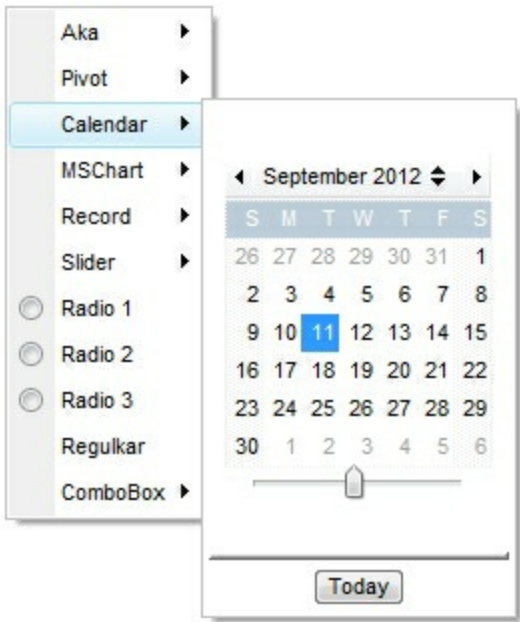 Aka
Pivot
Calendar
MSChart
Record
Slider
Radio 1
Radio 2
Radio 3
Regulkar
ComboBox
September 2012
S M T W T F S
26 27 28 29 30 31 1
2 3 4 5 6 7 8
9 10 11 12 13 14 15
16 17 18 19 20 21 22
23 24 25 26 27 28 29
30 1 2 3 4 5 6
Today